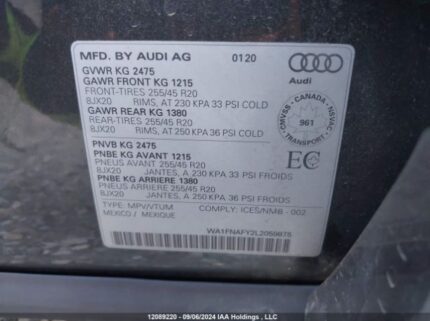 MFD. BY AUDI AG 0120
GVWR KG 2475
GAWR FRONT KG 1215
FRONT-TIRES 255/45 R20
8JX20 RIMS, AT 230 KPA 33 PSI COLD
GAWR REAR KG 1380
REAR-TIRES 255/45 R20
8JX20 RIMS, AT 250 KPA 36 PSI COLD
PNVB KG 2475
PNBE KG AVANT 1215
PNEUS AVANT 255/45 R20
8JX20 JANTES, A 230 KPA 33 PSI FROIDS
PNBE KG ARRIERE 1380
PNEUS ARRIERE 255/45 R20
8JX20 JANTES, A 250 KPA 36 PSI FROIDS
TYPE: MPV/VTUM COMPLY: ICES/NMB - 002
MEXICO / MEXIQUE
WA1FNAFY2L2059875
Audi
CMVSS - CANADA - NSVAC
961
TRANSPORT
EC
12089220 - 09/06/2024 IAA Holdings, LLC